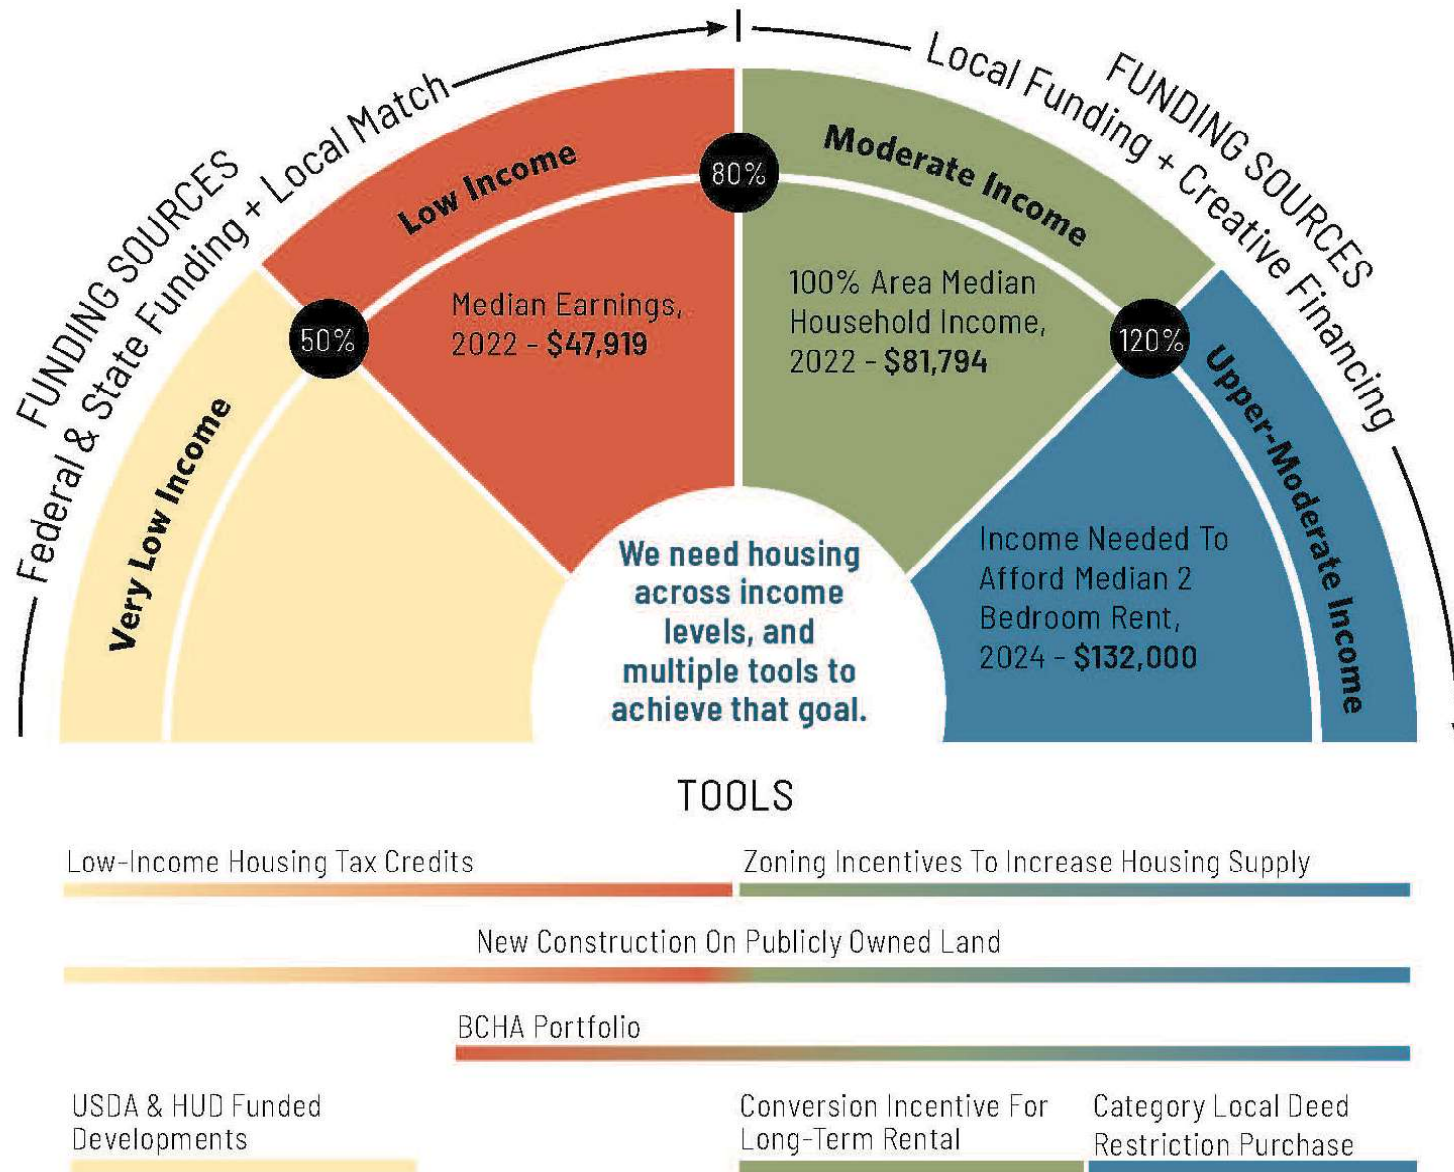 FUNDING SOURCES
Federal & State Funding + Local Match
FUNDING SOURCES
Local Funding + Creative Financing
Very Low Income
Low Income
Moderate Income
Upper-Moderate Income
50%
80%
120%
Median Earnings,
2022 - $47,919
100% Area Median
Household Income,
2022 - $81,794
Income Needed To
Afford Median 2
Bedroom Rent,
2024 - $132,000
We need housing
across income
levels, and
multiple tools to
achieve that goal.
TOOLS
Low-Income Housing Tax Credits
Zoning Incentives To Increase Housing Supply
New Construction On Publicly Owned Land
BCHA Portfolio
USDA & HUD Funded
Developments
Conversion Incentive For
Long-Term Rental
Category Local Deed
Restriction Purchase